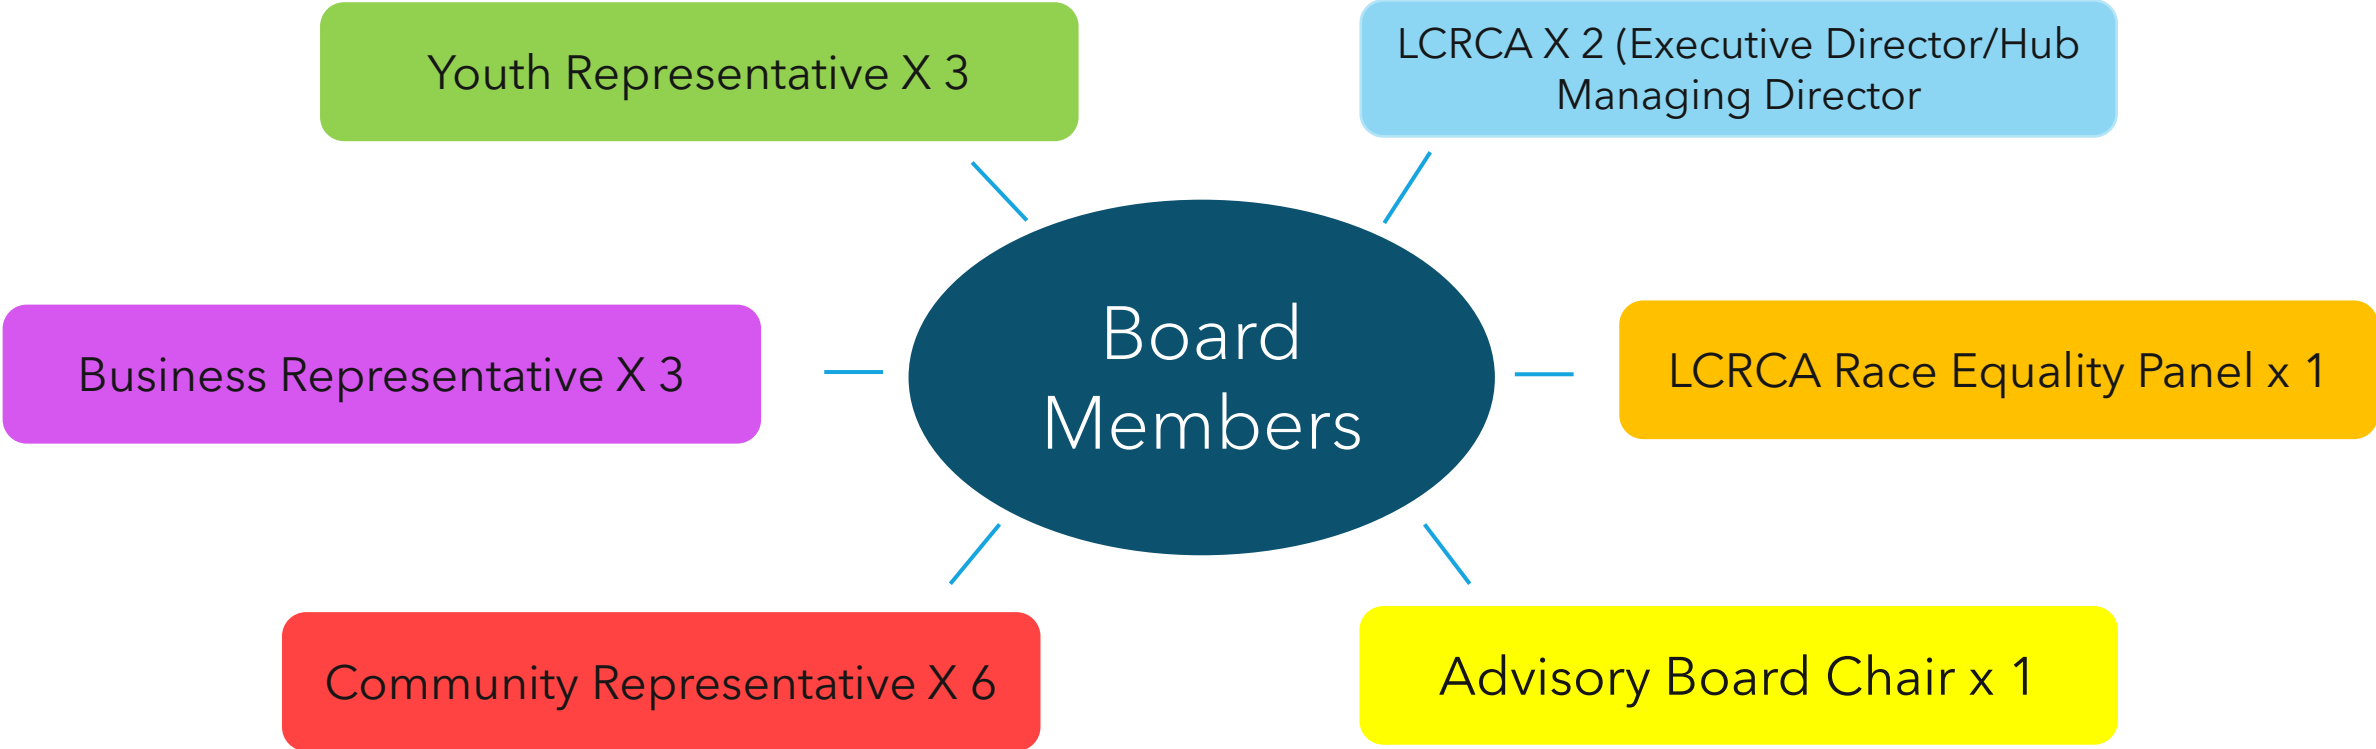 Youth Representative X 3
LCRCA X 2 (Executive Director/Hub
Managing Director
Board
Members
Business Representative X 3
LCRCA Race Equality Panel x 1
Community Representative X 6
Advisory Board Chair x 1